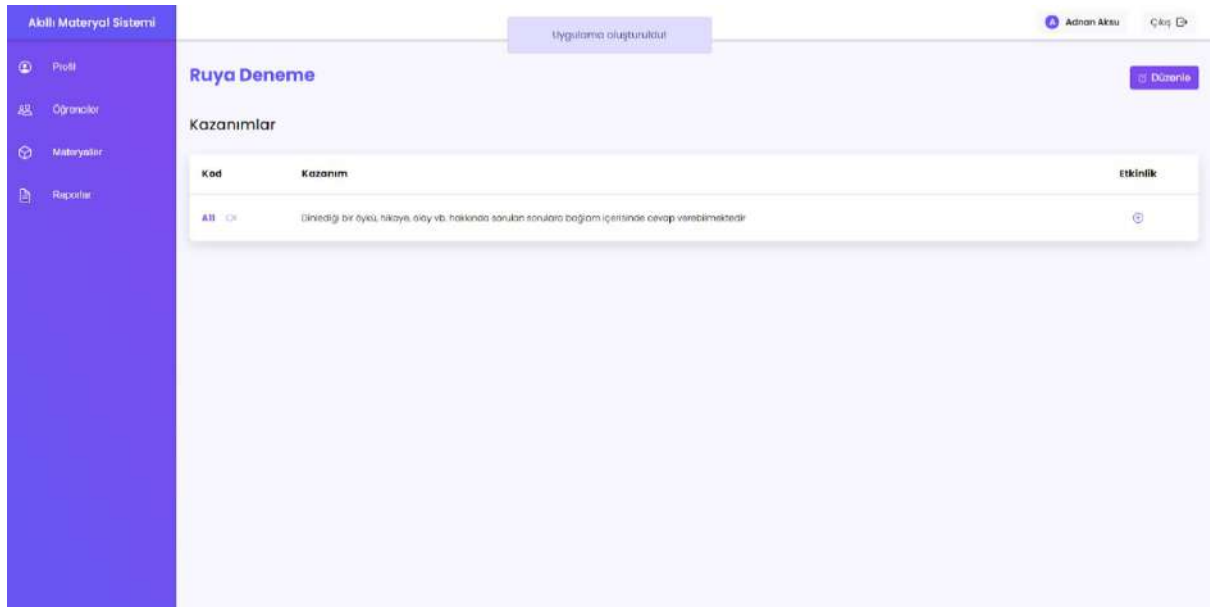 Akıllı Materyal Sistemi
Uygulama oluşturuldu!
Adnan Aksu
Çıkış
Profil
Öğrenciler
Materyaller
Raporlar
Ruya Deneme
Düzenle
Kazanımlar
Kod Kazanım Etkinlik
Dinlediği bir öykü, hikaye, olay vb. hakkında sorulan sorulara bağlam içerisinde cevap verebilmektedir